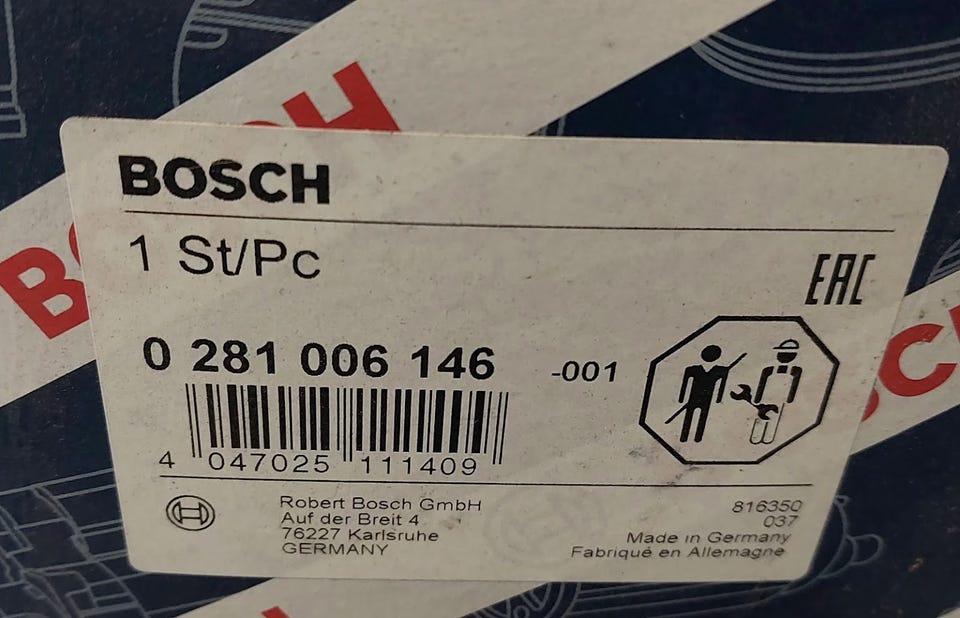 BOSCH
1 St/Pc
EAC
0 281 006 146 -001
4 047025 111409
Robert Bosch GmbH
Auf der Breit 4
76227 Karlsruhe
GERMANY
816350
037
Made in Germany
Fabriqué en Allemagne